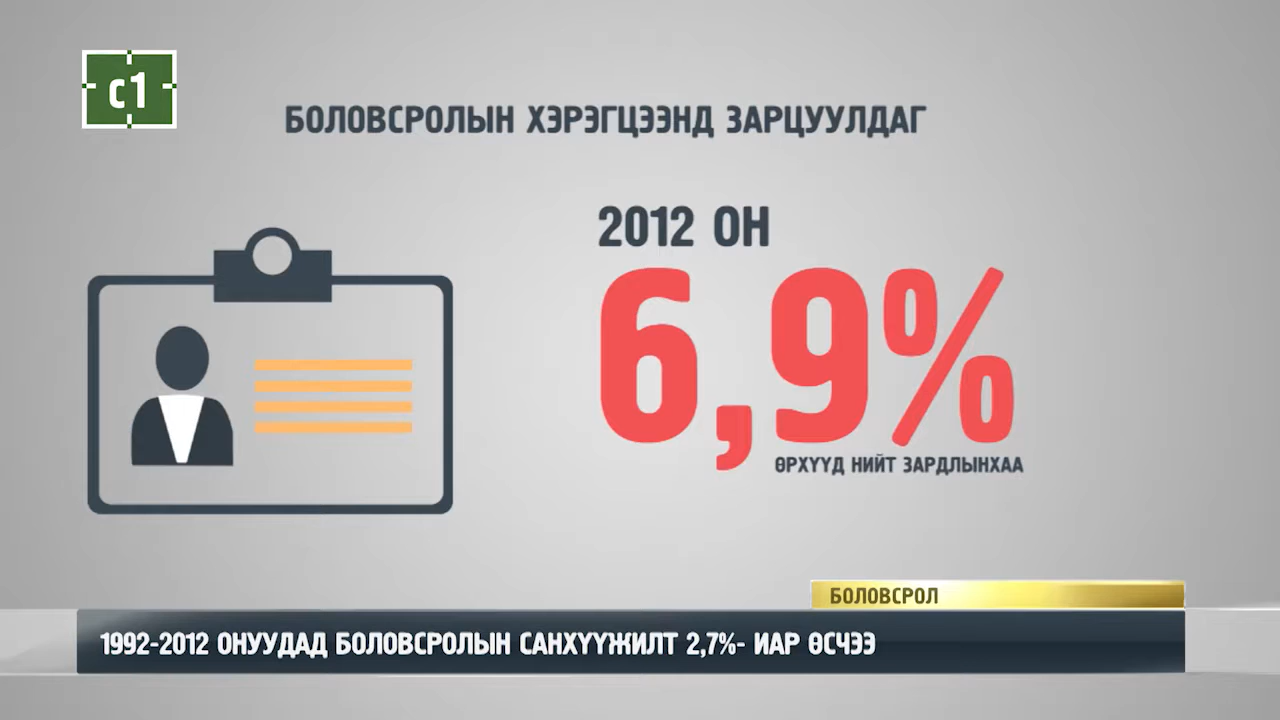 c1
БОЛОВСРОЛЫН ХЭРЭГЦЭЭНД ЗАРЦУУЛДАГ
2012 ОН
6,9%
ӨРХҮҮД НИЙТ ЗАРДЛЫНХАА
БОЛОВСРОЛ
1992-2012 ОНУУДАД БОЛОВСРОЛЫН САНХҮҮЖИЛТ 2,7%- ИАР ӨСЧЭЭ